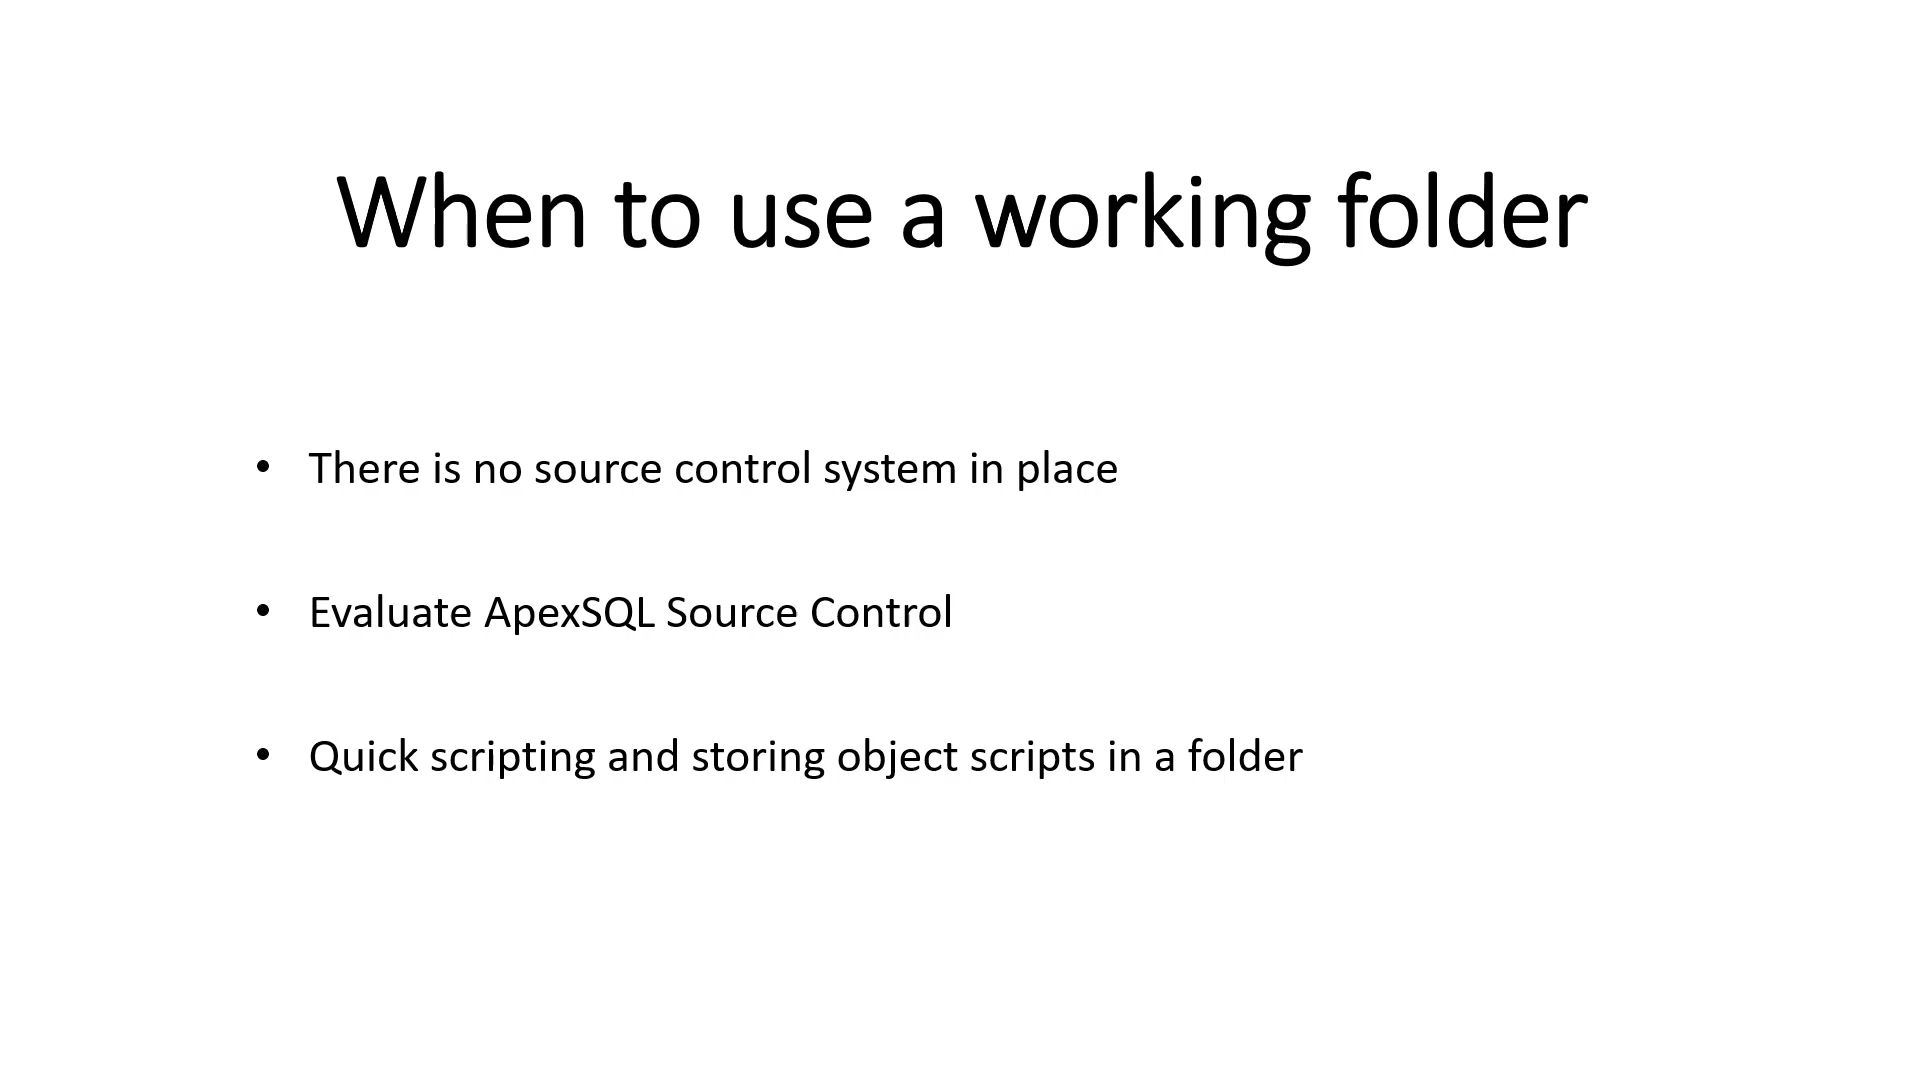 When to use a working folder
• There is no source control system in place
• Evaluate ApexSQL Source Control
• Quick scripting and storing object scripts in a folder